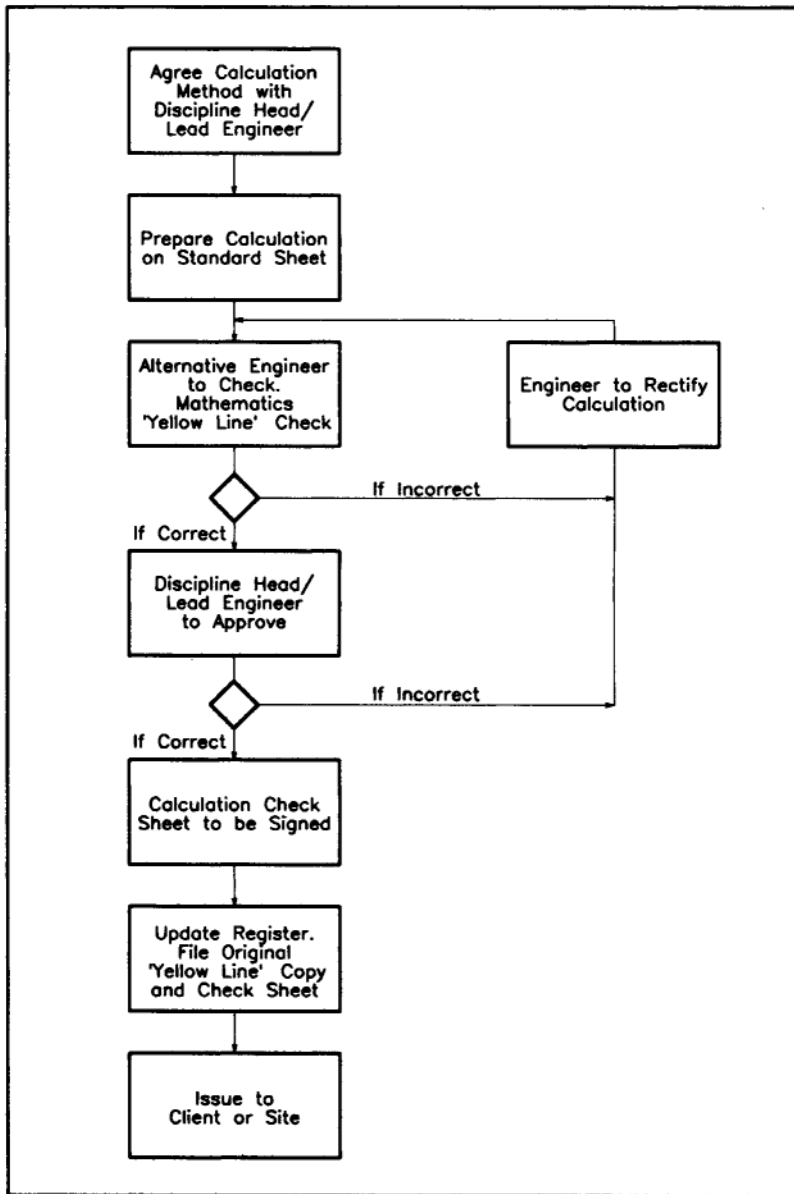 Agree Calculation
Method with
Discipline Head/
Lead Engineer
Prepare Calculation
on Standard Sheet
Alternative Engineer
to Check.
Mathematics
'Yellow Line' Check
Engineer to Rectify
Calculation
If Incorrect
If Correct
Discipline Head/
Lead Engineer
to Approve
If Incorrect
If Correct
Calculation Check
Sheet to be Signed
Update Register.
File Original
'Yellow Line' Copy
and Check Sheet
Issue to
Client or Site